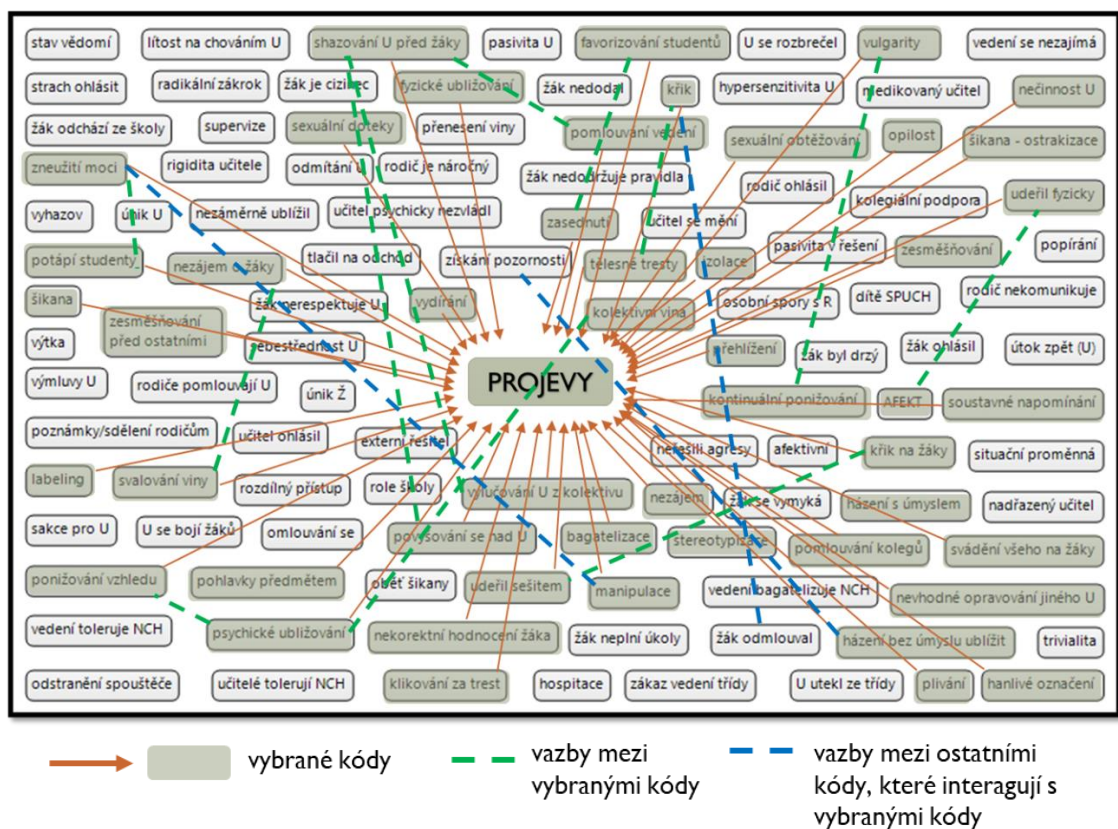 stav vědomí
lítost na chováním U
shazování U před žáky
pasivita U
favorizování studentů
U se rozbrečel
vulgarity
vedení se nezajímá
strach ohlásit
radikální zákrok
žák je cizinec
fyzické ubližování
žák nedodal
křik
hypersenzitivita U
medikovaný učitel
nečinnost U
žák odchází ze školy
supervize
sexuální doteky
přenesení viny
pomlouvání vedení
sexuální obtěžování
opilost
šikana - ostrakizace
zneužití moci
rigidita učitele
odmítání U
rodič je náročný
žák nedodržuje pravidla
rodič ohlásil
kolegiální podpora
udeřil fyzicky
vyhazov
únik U
nezáměrně ublížil
učitel psychicky nezvládl
zasednutí
učitel se mění
pasivita v řešení
zesměšňování
popírání
potápí studenty_
nezájem o žáky
tlačil na odchod
získání pozornosti
tělesné tresty
izolace
rodič nekomunikuje
šikana
zesměšňování
před ostatními
žák nerespektuje U
vydírání
kolektivní vina
osobní spory s R
dítě SPUCH
výtka
sebestřednost U
přehlížení
žák byl drzý
žák ohlásil
útok zpět (U)
výmluvy U
rodiče pomlouvají U
únik Ž
PROJEVY
kontinuální ponižování
AFEKT
soustavné napomínání
poznámky/sdělení rodičům
učitel ohlásil
externí řešitel
neřešili agresy
afektivní
křik na žáky
situační proměnná
labeling
svalování viny
rozdílný přístup
role školy
vylučování U z kolektivu
nezájem
žák se vymyká
házení s úmyslem
nadřazený učitel
sakce pro U
U se bojí žáků
omlouvání se
povyšování se nad U
bagatelizace
stereotypizace
pomlouvání kolegů
svádění všeho na žáky
ponižování vzhledu
pohlavky předmětem
oběť šikany
udeřil sešitem
manipulace
vedení bagatelizuje NCH
nevhodné opravování jiného U
vedení toleruje NCH
psychické ubližování
nekorektní hodnocení žáka
žák neplní úkoly
žák odmlouval
házení bez úmyslu ublížit
trivialita
odstranění spouštěče
učitelé tolerují NCH
klikování za trest
hospitace
zákaz vedení třídy
U utekl ze třídy
plivání
hanlivé označení
vybrané kódy
vazby mezi
vybranými kódy
vazby mezi ostatními
kódy, které interagují s
vybranými kódy